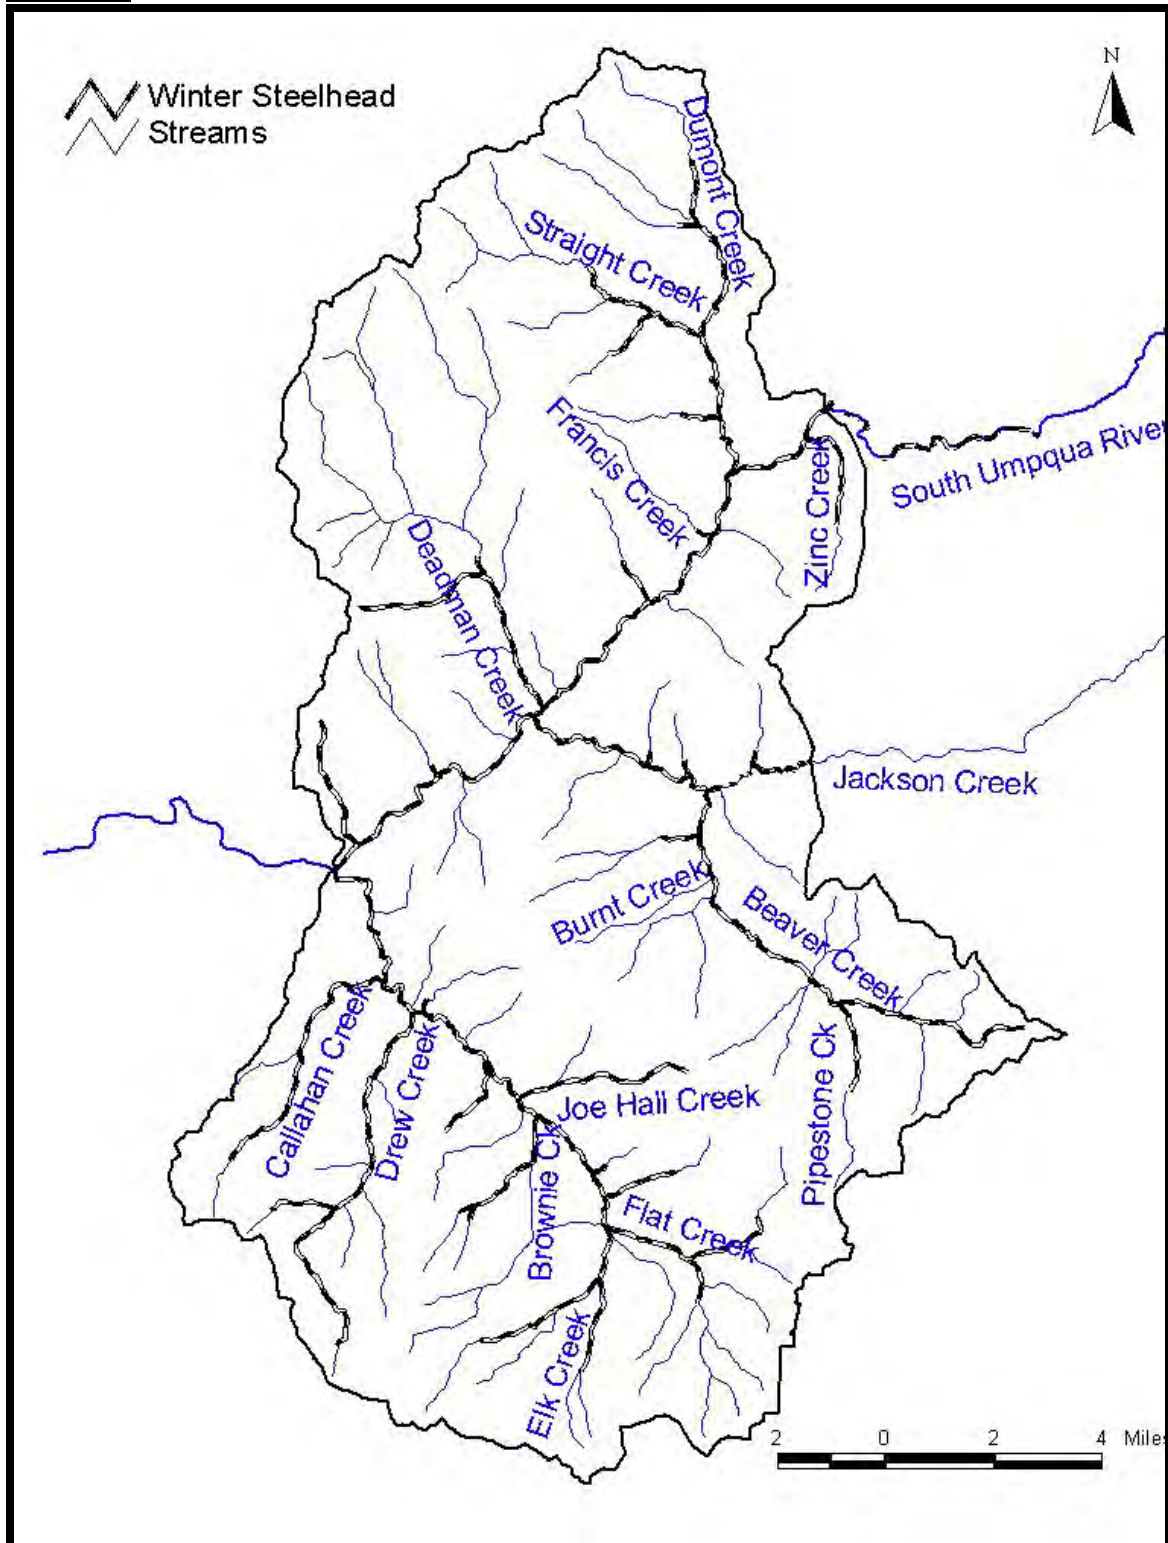 N
Winter Steelhead
Streams
Dumont Creek
Straight Creek
Francis Creek
South Umpqua River
Zinc Creek
Deadman Creek
Jackson Creek
Burnt Creek
Beaver Creek
Callahan Creek
Drew Creek
Joe Hall Creek
Pipestone Ck
Brownie Ck
Flat Creek
Elk Creek
2 0 2 4 Miles